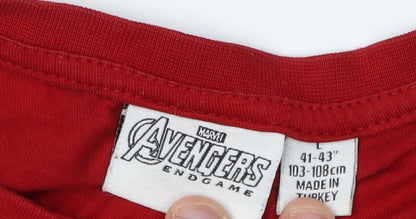 MARVEL
AVENGERS
ENDGAME
L
41-43"
103-108cm
MADE IN
TURKEY